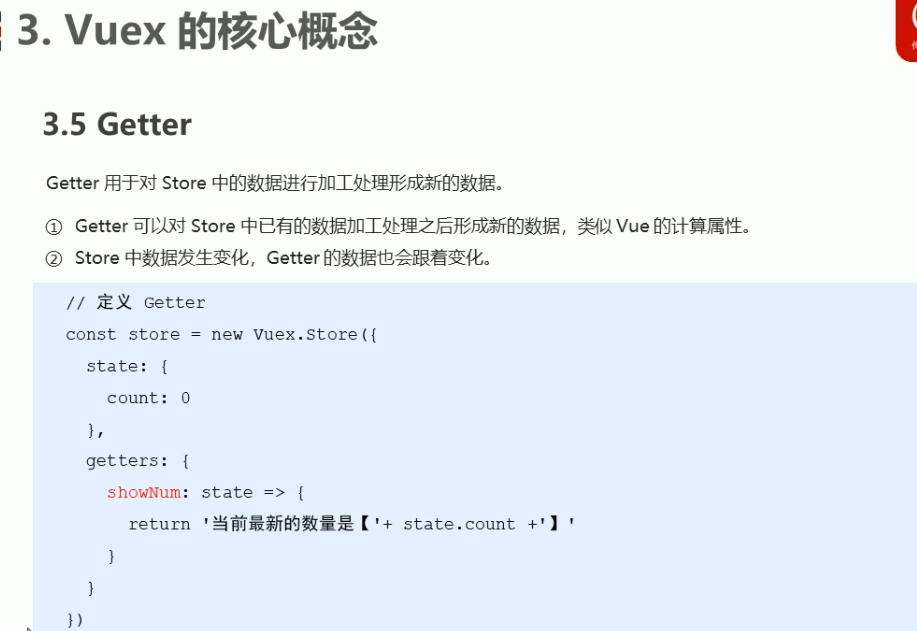 3. Vuex 的核心概念
3.5 Getter
Getter 用于对 Store 中的数据进行加工处理形成新的数据。
① Getter 可以对 Store 中已有的数据加工处理之后形成新的数据，类似 Vue 的计算属性。
② Store 中数据发生变化，Getter 的数据也会跟着变化。
// 定义 Getter
const store = new Vuex.Store({
  state: {
    count: 0
  },
  getters: {
    showNum: state => {
      return '当前最新的数量是【'+ state.count +'】'
    }
  }
})